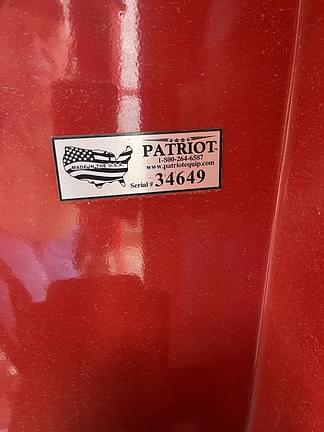 PATRIOT
MADE IN THE U.S.A.
1-800-264-6587
www.patriotequip.com
Serial # 34649